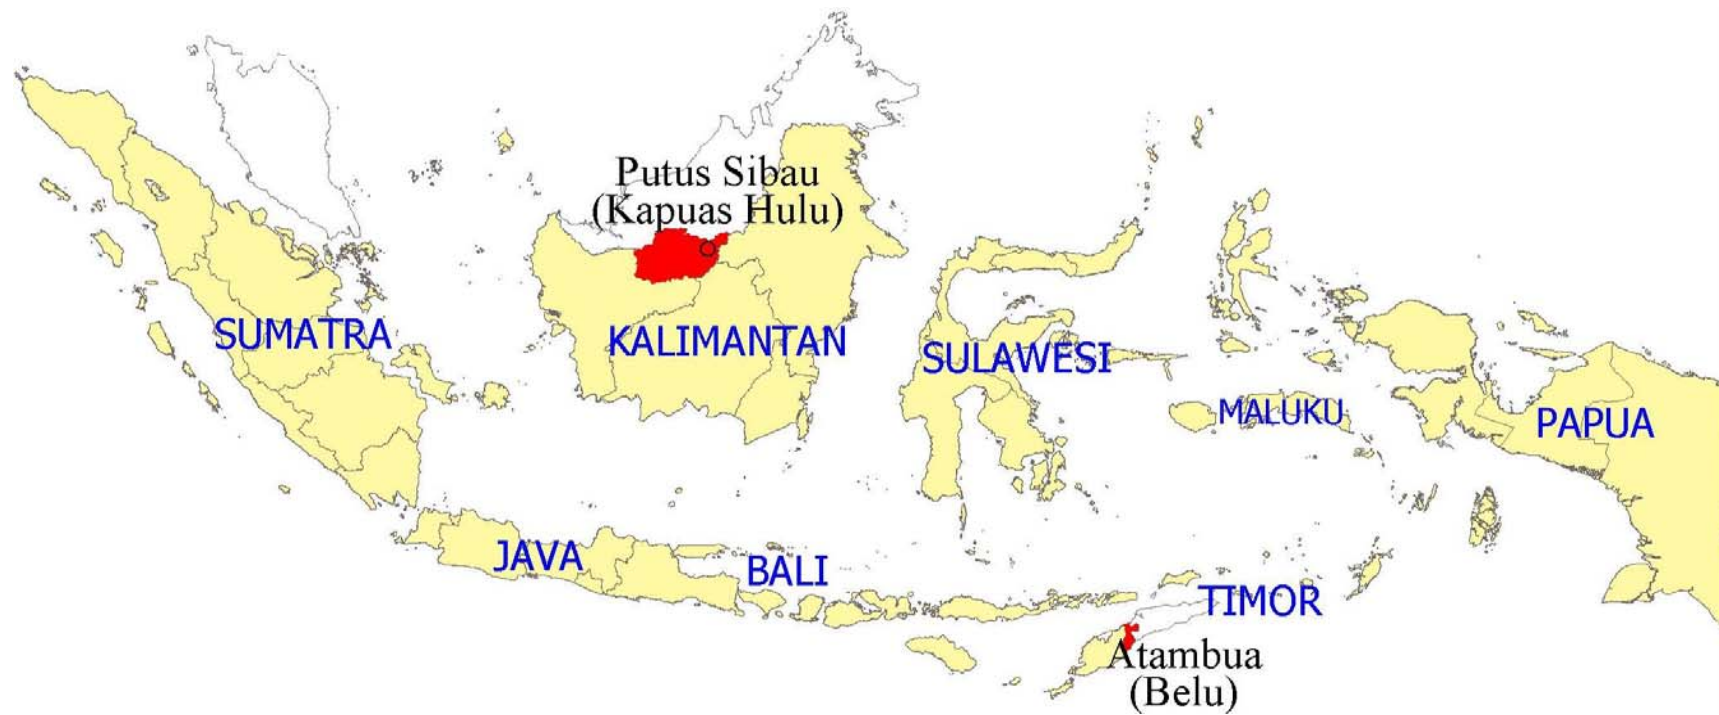 Putus Sibau
(Kapuas Hulu)
SUMATRA
KALIMANTAN
SULAWESI
MALUKU
PAPUA
JAVA
BALI
TIMOR
Atambua
(Belu)